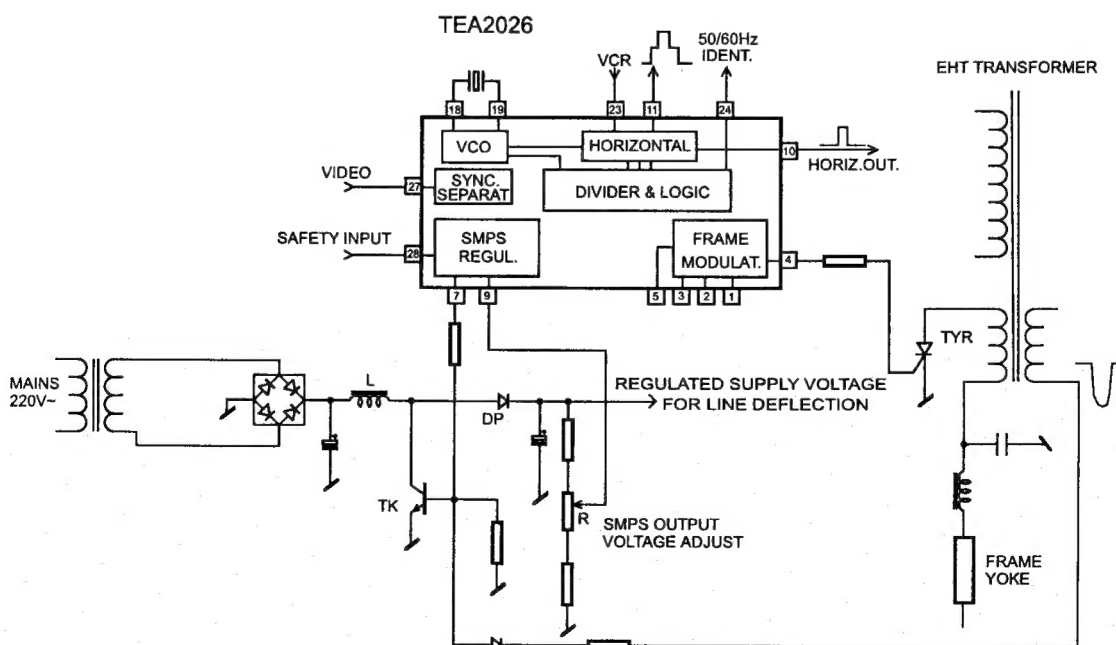 TEA2026
50/60Hz
IDENT.
VCR
EHT TRANSFORMER
18
19
23
11
24
VCO
HORIZONTAL
10
HORIZ.OUT.
VIDEO
27
SYNC.
SEPARAT
DIVIDER & LOGIC
SAFETY INPUT
28
SMPS
REGUL.
FRAME
MODULAT.
4
7
9
5
3
2
1
TYR
MAINS
220V~
L
DP
REGULATED SUPPLY VOLTAGE
FOR LINE DEFLECTION
TK
R
SMPS OUTPUT
VOLTAGE ADJUST
FRAME
YOKE